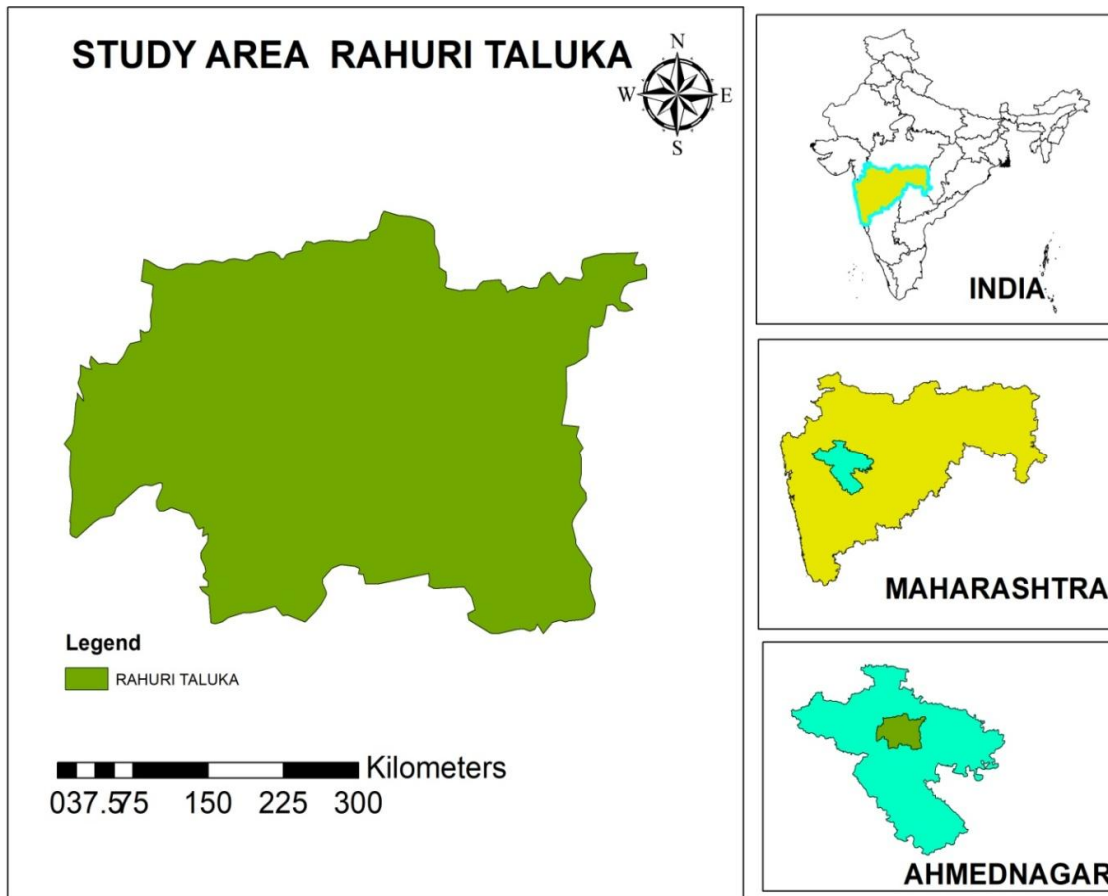 STUDY AREA RAHURI TALUKA
N
W E
S
Legend
RAHURI TALUKA
Kilometers
037.575 150 225 300
INDIA
MAHARASHTRA
AHMEDNAGAR